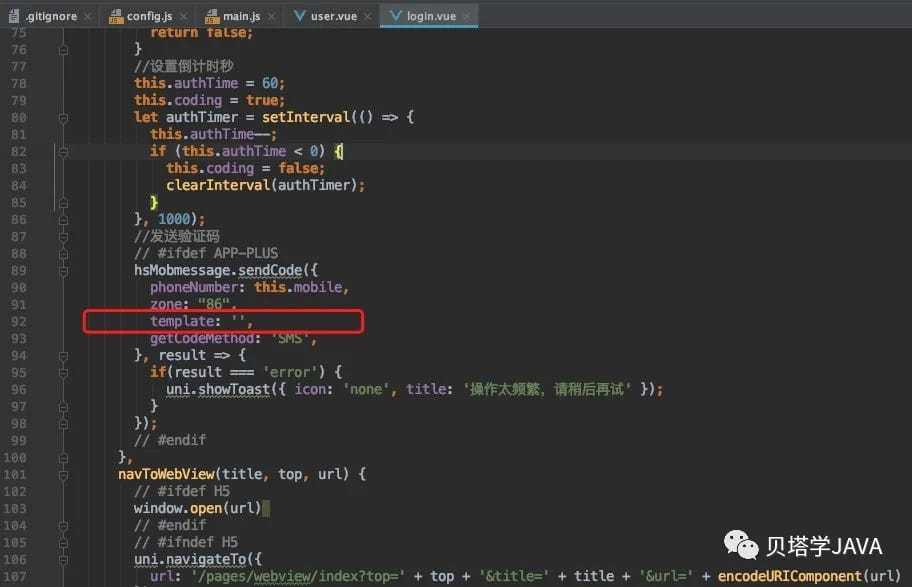 .gitignore × config.js × main.js × user.vue × login.vue ×
75 return false;
76 }
77 //设置倒计时秒
78 this.authTime = 60;
79 this.coding = true;
80 let authTimer = setInterval(() => {
81 this.authTime--;
82 if (this.authTime < 0) {
83 this.coding = false;
84 clearInterval(authTimer);
85 }
86 }, 1000);
87 //发送验证码
88 // #ifdef APP-PLUS
89 hsMobmessage.sendCode({
90 phoneNumber: this.mobile,
91 zone: "86",
92 template: '',
93 getCodeMethod: 'SMS',
94 }, result => {
95 if(result === 'error') {
96 uni.showToast({ icon: 'none', title: '操作太频繁，请稍后再试' });
97 }
98 });
99 // #endif
100 },
101 navToWebView(title, top, url) {
102 // #ifdef H5
103 window.open(url)
104 // #endif
105 // #ifndef H5
106 uni.navigateTo({
107 url: '/pages/webview/index?top=' + top + '&title=' + title + '&url=' + encodeURIComponent(url)
贝塔学JAVA